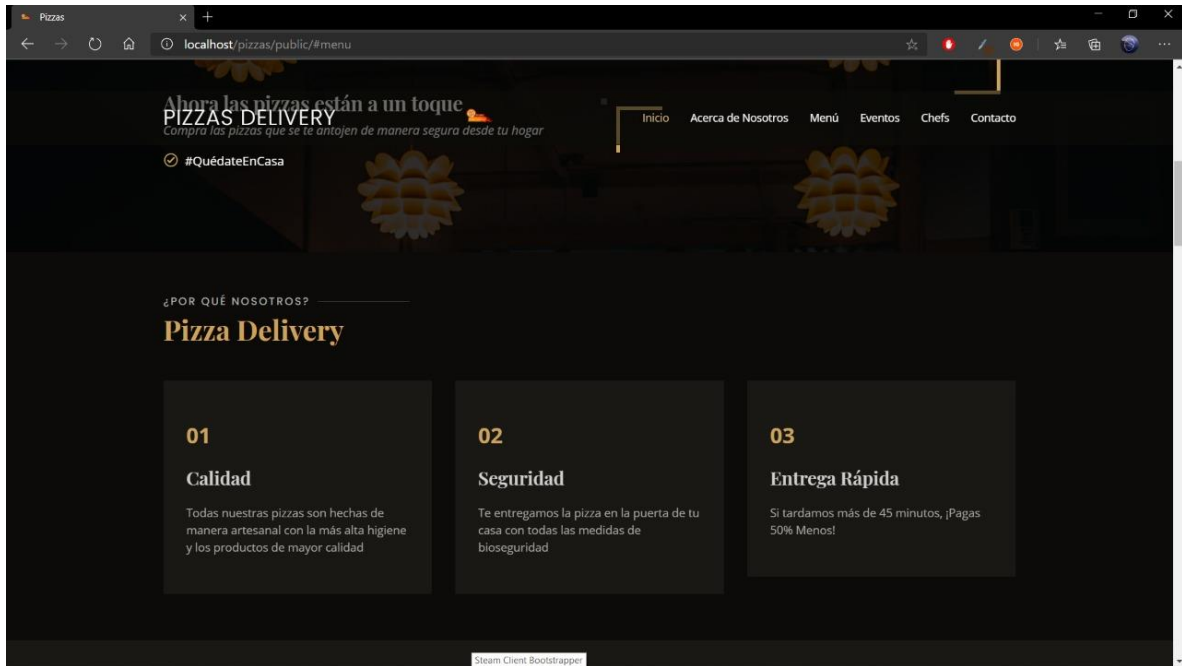 Pizzas
localhost/pizzas/public/#menu
Ahora las pizzas están a un toque
PIZZAS DELIVERY
Inicio Acerca de Nosotros Menú Eventos Chefs Contacto
Compra las pizzas que se te antojen de manera segura desde tu hogar
#QuédateEnCasa
¿POR QUÉ NOSOTROS?
Pizza Delivery
01
Calidad
Todas nuestras pizzas son hechas de
manera artesanal con la más alta higiene
y los productos de mayor calidad
02
Seguridad
Te entregamos la pizza en la puerta de tu
casa con todas las medidas de
bioseguridad
03
Entrega Rápida
Si tardamos más de 45 minutos, ¡Pagas
50% Menos!
Steam Client Bootstrapper